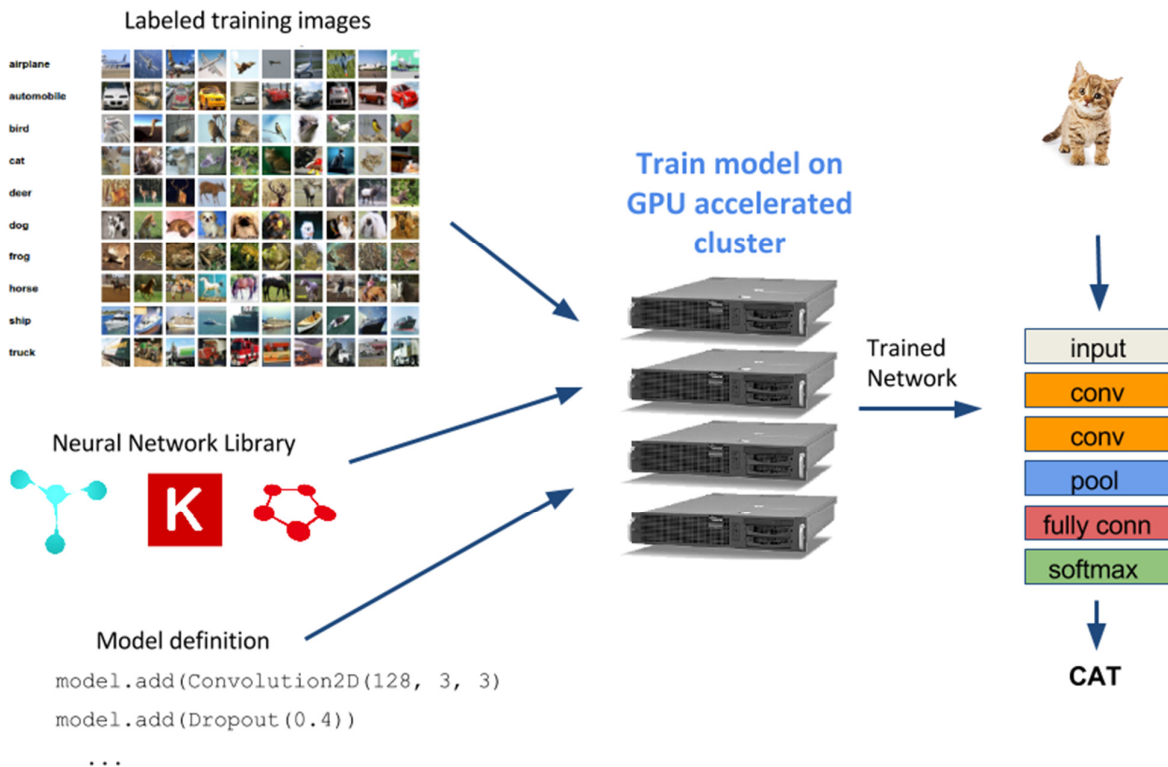 Labeled training images
airplane
automobile
bird
cat
deer
dog
frog
horse
ship
truck
Neural Network Library
K
Model definition
model.add(Convolution2D(128, 3, 3)
model.add(Dropout(0.4))
...
Train model on
GPU accelerated
cluster
Trained
Network
input
conv
conv
pool
fully conn
softmax
CAT